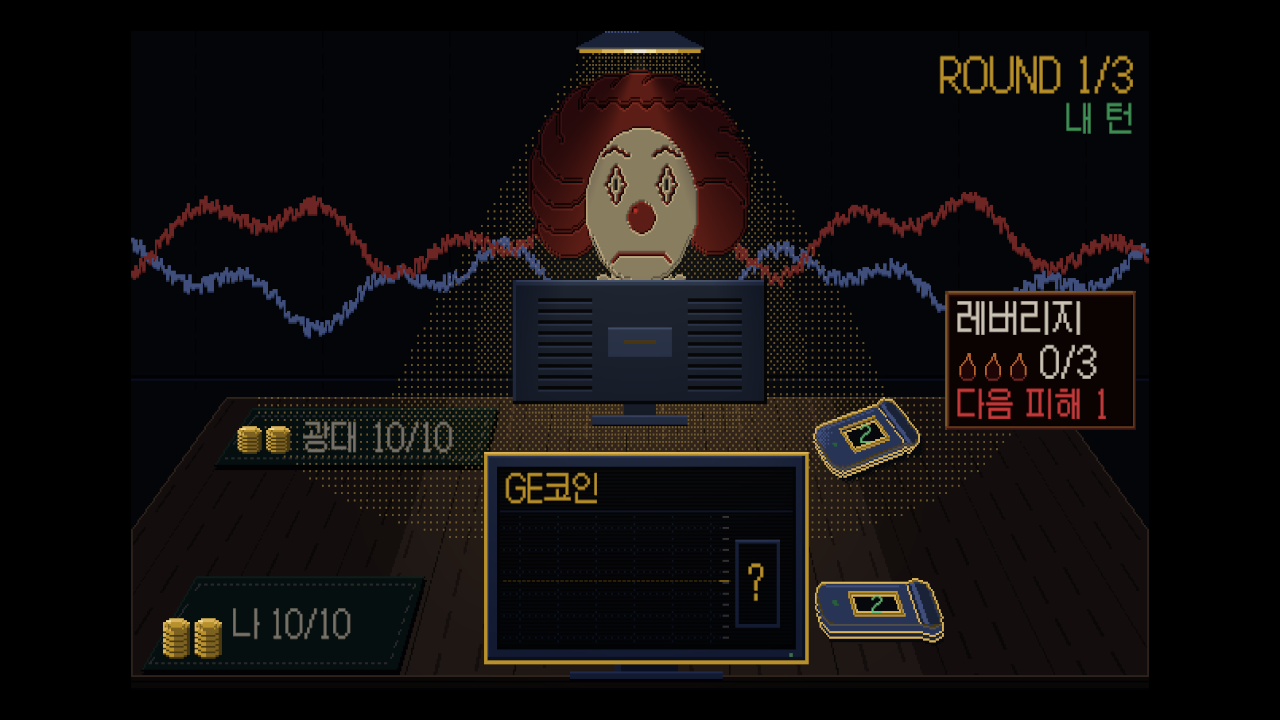 ROUND 1/3
내 턴
레버리지
0/3
다음 피해 1
광대 10/10
2
GE코인
?
나 10/10
2